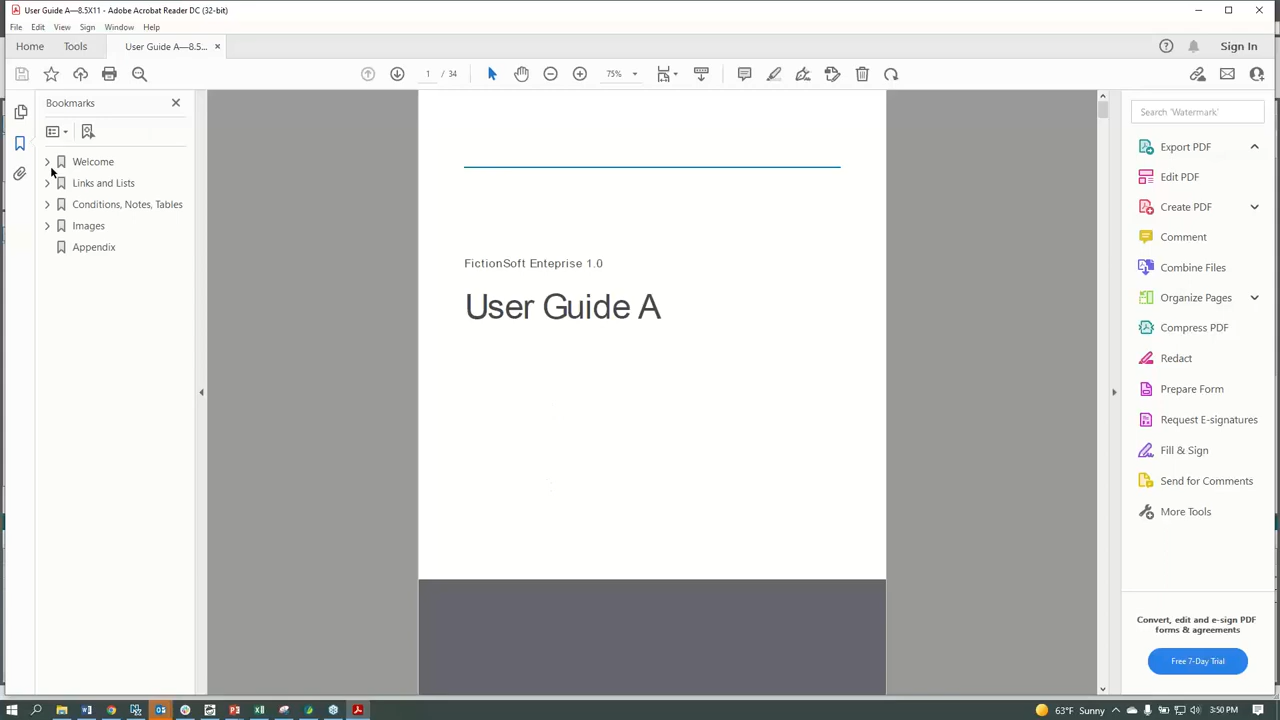 User Guide A—8.5X11 - Adobe Acrobat Reader DC (32-bit)
File Edit View Sign Window Help
Home Tools User Guide A—8.5... × Sign In
1 / 34 75%
Bookmarks
Welcome
Links and Lists
Conditions, Notes, Tables
Images
Appendix
FictionSoft Enteprise 1.0
User Guide A
Search 'Watermark'
Export PDF
Edit PDF
Create PDF
Comment
Combine Files
Organize Pages
Compress PDF
Redact
Prepare Form
Request E-signatures
Fill & Sign
Send for Comments
More Tools
Convert, edit and e-sign PDF
forms & agreements
Free 7-Day Trial
63°F Sunny 3:50 PM